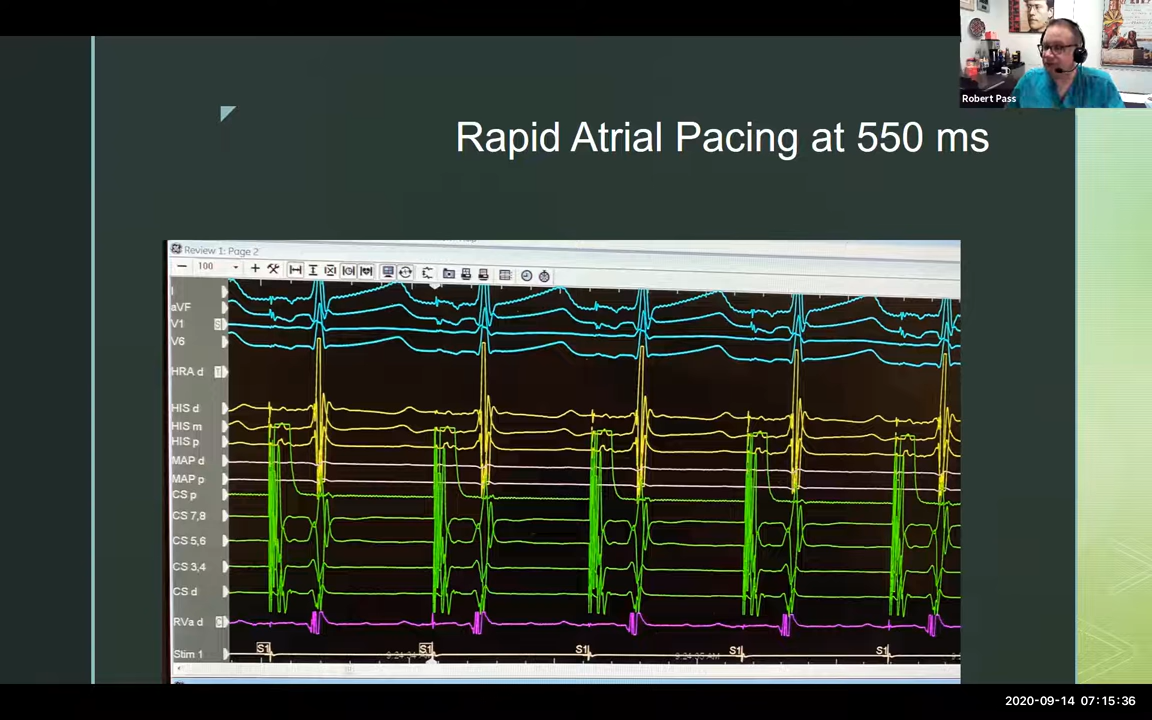 Robert Pass
Rapid Atrial Pacing at 550 ms
Review 1: Page 2
100
I
aVF
V1 S
V6
HRA d T
HIS d
HIS m
HIS p
MAP d
MAP p
CS p
CS 7,8
CS 5,6
CS 3,4
CS d
RVa d C
Stim 1
S1 S1 S1 S1 S1
2020-09-14 07:15:36